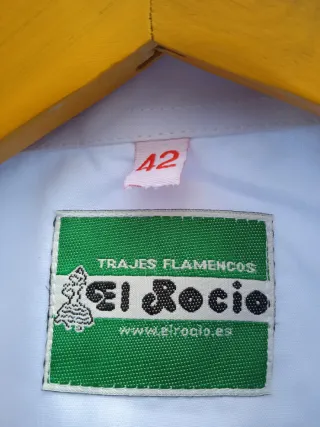 42
TRAJES FLAMENCOS
El Rocio
www.elrocio.es